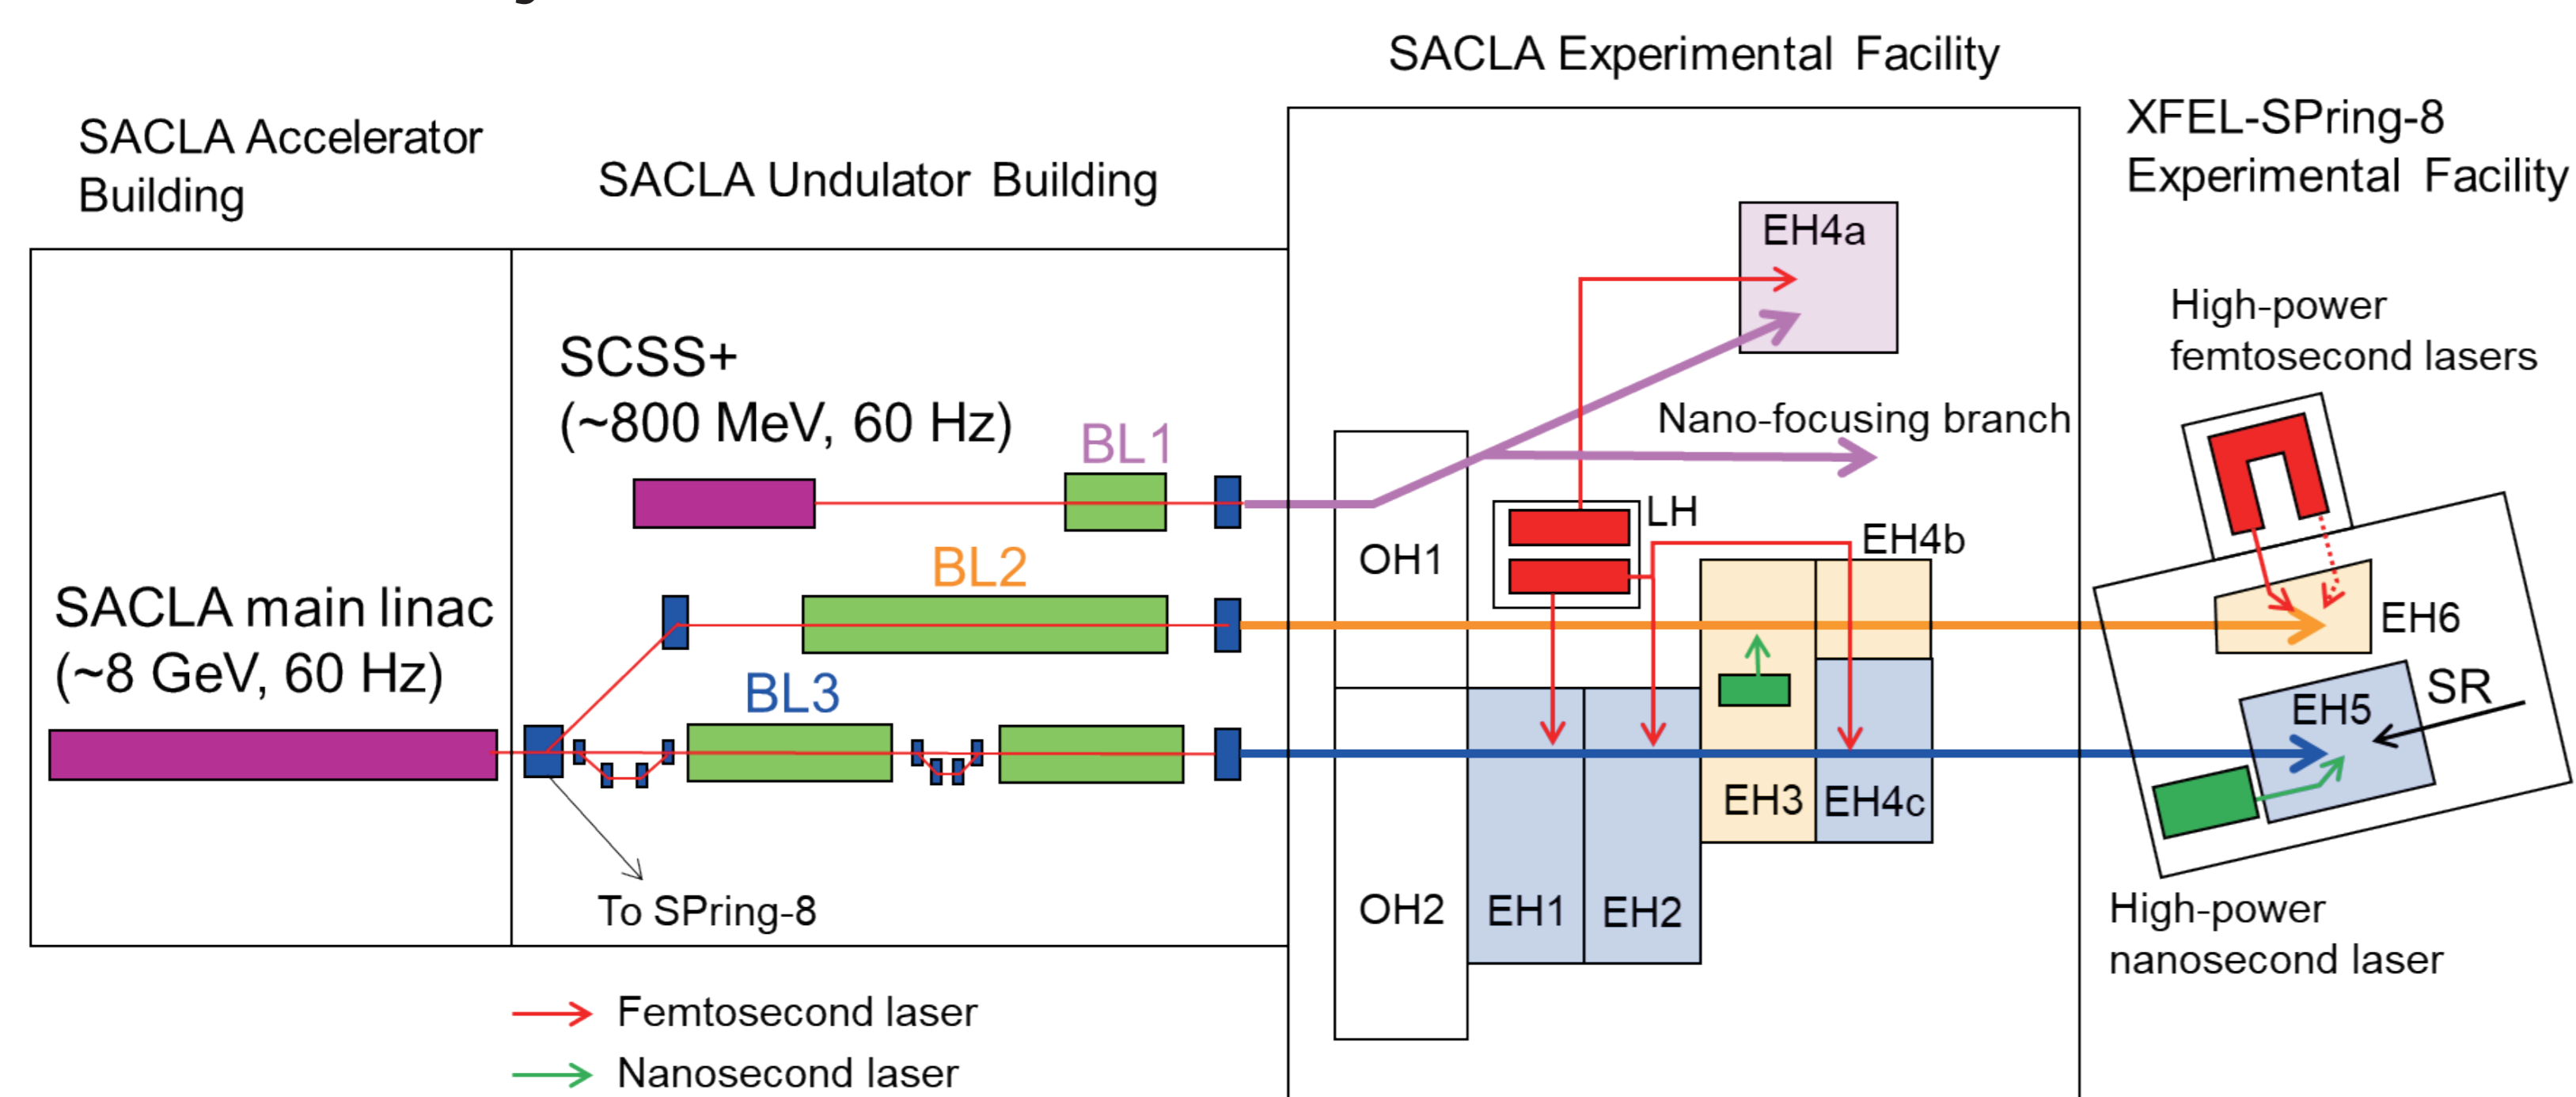 SACLA Experimental Facility
SACLA Accelerator
Building
SACLA Undulator Building
XFEL-SPring-8
Experimental Facility
EH4a
High-power
femtosecond lasers
SCSS+
(~800 MeV, 60 Hz)
BL1
Nano-focusing branch
LH
OH1
EH4b
BL2
SACLA main linac
(~8 GeV, 60 Hz)
EH6
BL3
SR
EH5
EH3
EH4c
To SPring-8
OH2
EH1
EH2
High-power
nanosecond laser
Femtosecond laser
Nanosecond laser